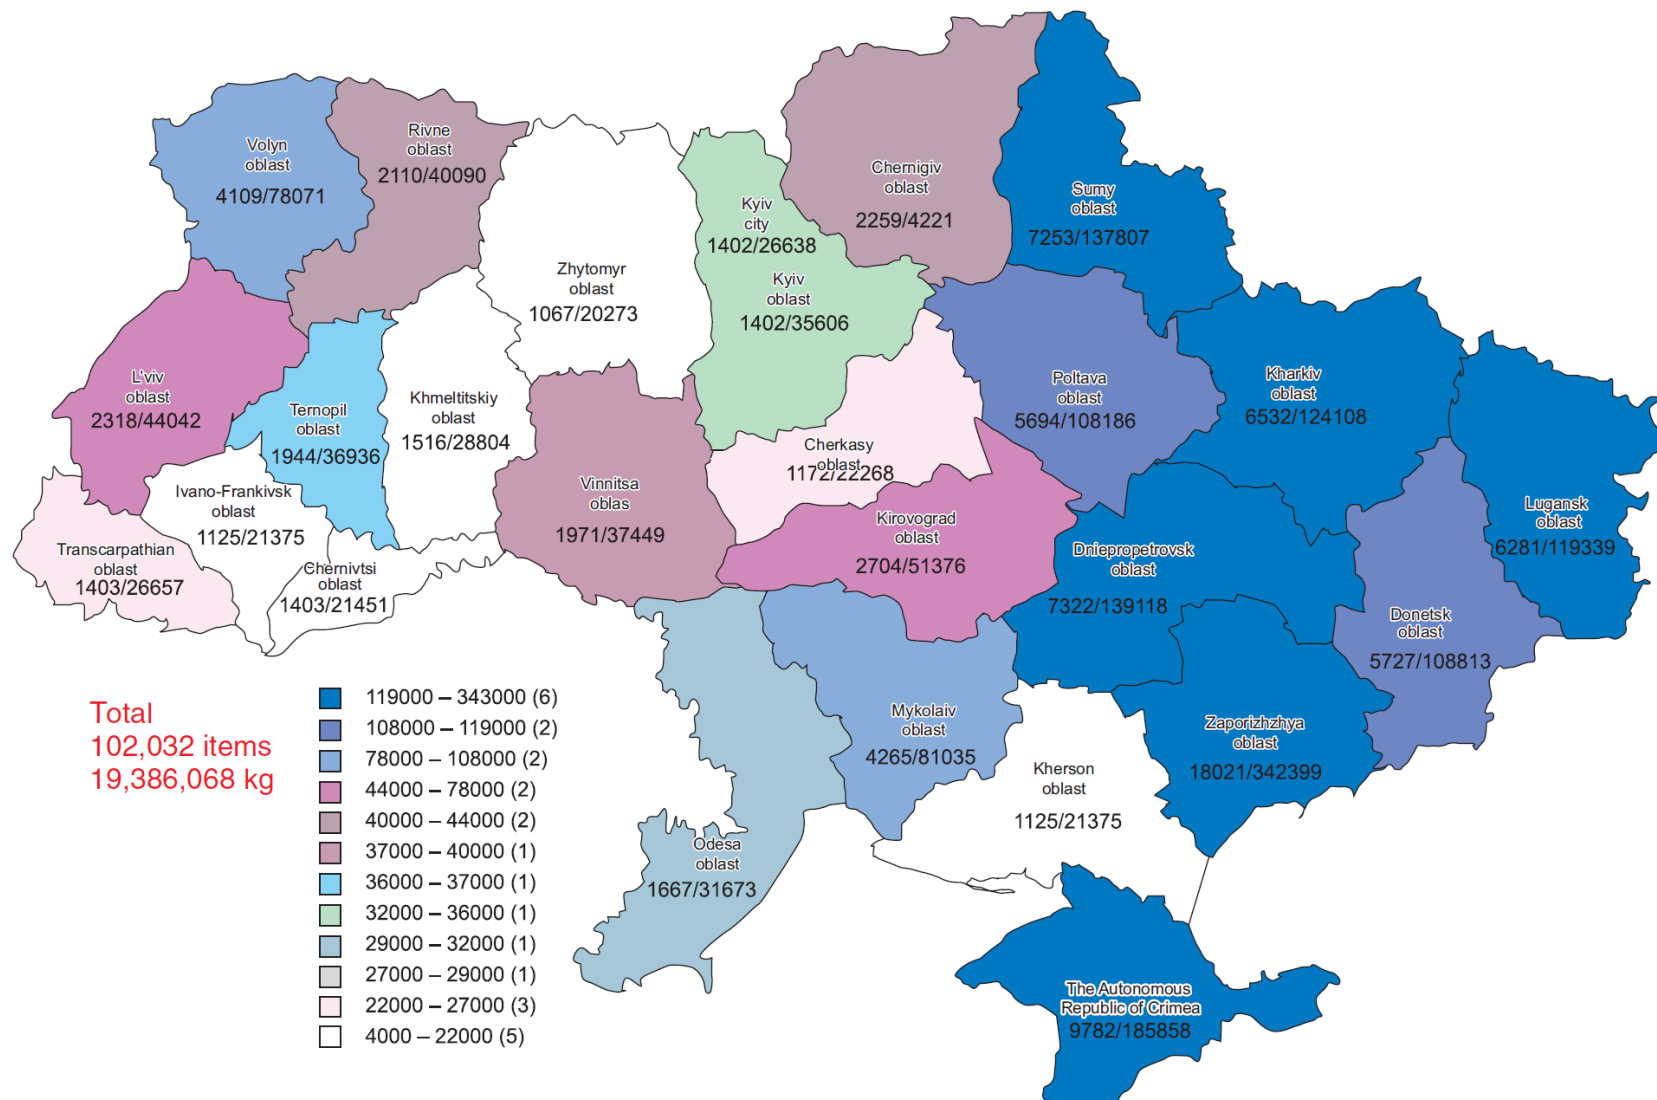 Volyn
oblast
4109/78071
Rivne
oblast
2110/40090
Zhytomyr
oblast
1067/20273
Kyiv
city
1402/26638
Kyiv
oblast
1402/35606
Chernigiv
oblast
2259/4221
Sumy
oblast
7253/137807
L'viv
oblast
2318/44042
Ternopil
oblast
1944/36936
Khmeltitskiy
oblast
1516/28804
Vinnitsa
oblas
1971/37449
Cherkasy
oblast
1172/22268
Poltava
oblast
5694/108186
Kharkiv
oblast
6532/124108
Lugansk
oblast
6281/119339
Transcarpathian
oblast
1403/26657
Ivano-Frankivsk
oblast
1125/21375
Chernivtsi
oblast
1403/21451
Kirovograd
oblast
2704/51376
Dniepropetrovsk
oblast
7322/139118
Donetsk
oblast
5727/108813
Mykolaiv
oblast
4265/81035
Kherson
oblast
1125/21375
Zaporizhzhya
oblast
18021/342399
Odesa
oblast
1667/31673
The Autonomous
Republic of Crimea
9782/185858
Total
102,032 items
19,386,068 kg
119000 – 343000 (6)
108000 – 119000 (2)
78000 – 108000 (2)
44000 – 78000 (2)
40000 – 44000 (2)
37000 – 40000 (1)
36000 – 37000 (1)
32000 – 36000 (1)
29000 – 32000 (1)
27000 – 29000 (1)
22000 – 27000 (3)
4000 – 22000 (5)